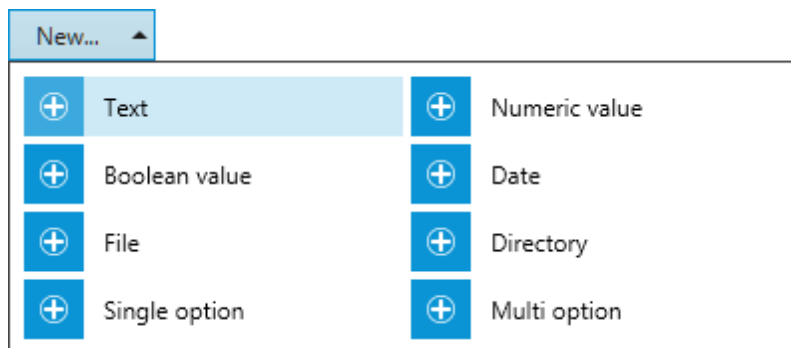 New...
Text
Numeric value
Boolean value
Date
File
Directory
Single option
Multi option